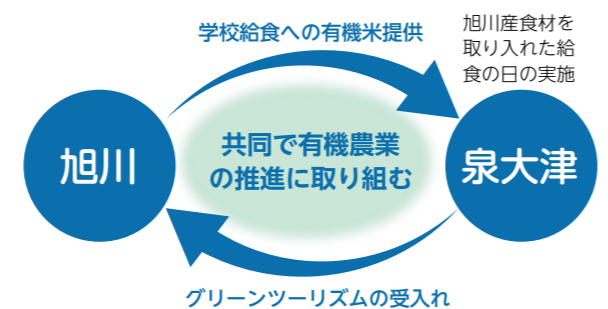 学校給食への有機米提供
旭川産食材を
取り入れた給
食の日の実施
旭川
共同で有機農業
の推進に取り組む
泉大津
グリーンツーリズムの受入れ